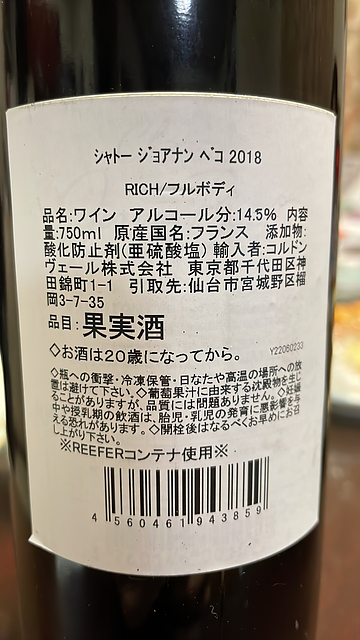 シャトー ジョアナン ベコ 2018
RICH/フルボディ
品名:ワイン アルコール分:14.5% 内容
量:750ml 原産国名:フランス 添加物:
酸化防止剤(亜硫酸塩) 輸入者:コルドン
ヴェール株式会社 東京都千代田区神
田錦町1-1 引取先:仙台市宮城野区榴
岡3-7-35
品目:果実酒
◇お酒は20歳になってから。 Y22060233
◇瓶への衝撃・冷凍保管・日なたや高温の場所への放
置は避けて下さい。◇葡萄果汁に由来する沈殿物を生じ
ることがありますが、品質には問題ありません。◇妊娠
中や授乳期の飲酒は、胎児・乳児の発育に悪影響を与
える恐れがあります。◇開栓後はなるべくお早めにお召
し上がり下さい。
※REEFERコンテナ使用※
4 560461 943859